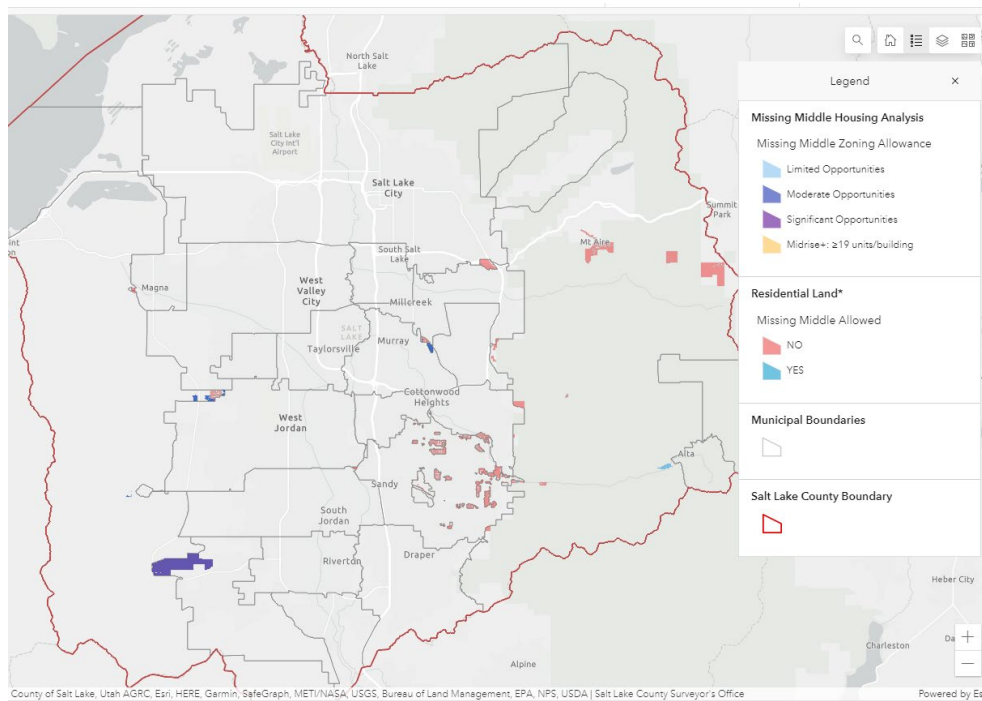 North Salt
Lake
Salt Lake
City Int'l
Airport
Salt Lake
City
Summit
Park
South Salt
Lake
Mt Aire
Magna
West
Valley
City
Millcreek
SALT
LAKE
Murray
Taylorsville
Cottonwood
Heights
West
Jordan
Alta
Sandy
South
Jordan
Riverton
Draper
Heber City
Charleston
Alpine
Legend ×
Missing Middle Housing Analysis
Missing Middle Zoning Allowance
Limited Opportunities
Moderate Opportunities
Significant Opportunities
Midrise+: ≥19 units/building
Residential Land*
Missing Middle Allowed
NO
YES
Municipal Boundaries
Salt Lake County Boundary
+
−
County of Salt Lake, Utah AGRC, Esri, HERE, Garmin, SafeGraph, METI/NASA, USGS, Bureau of Land Management, EPA, NPS, USDA | Salt Lake County Surveyor's Office
Powered by Es